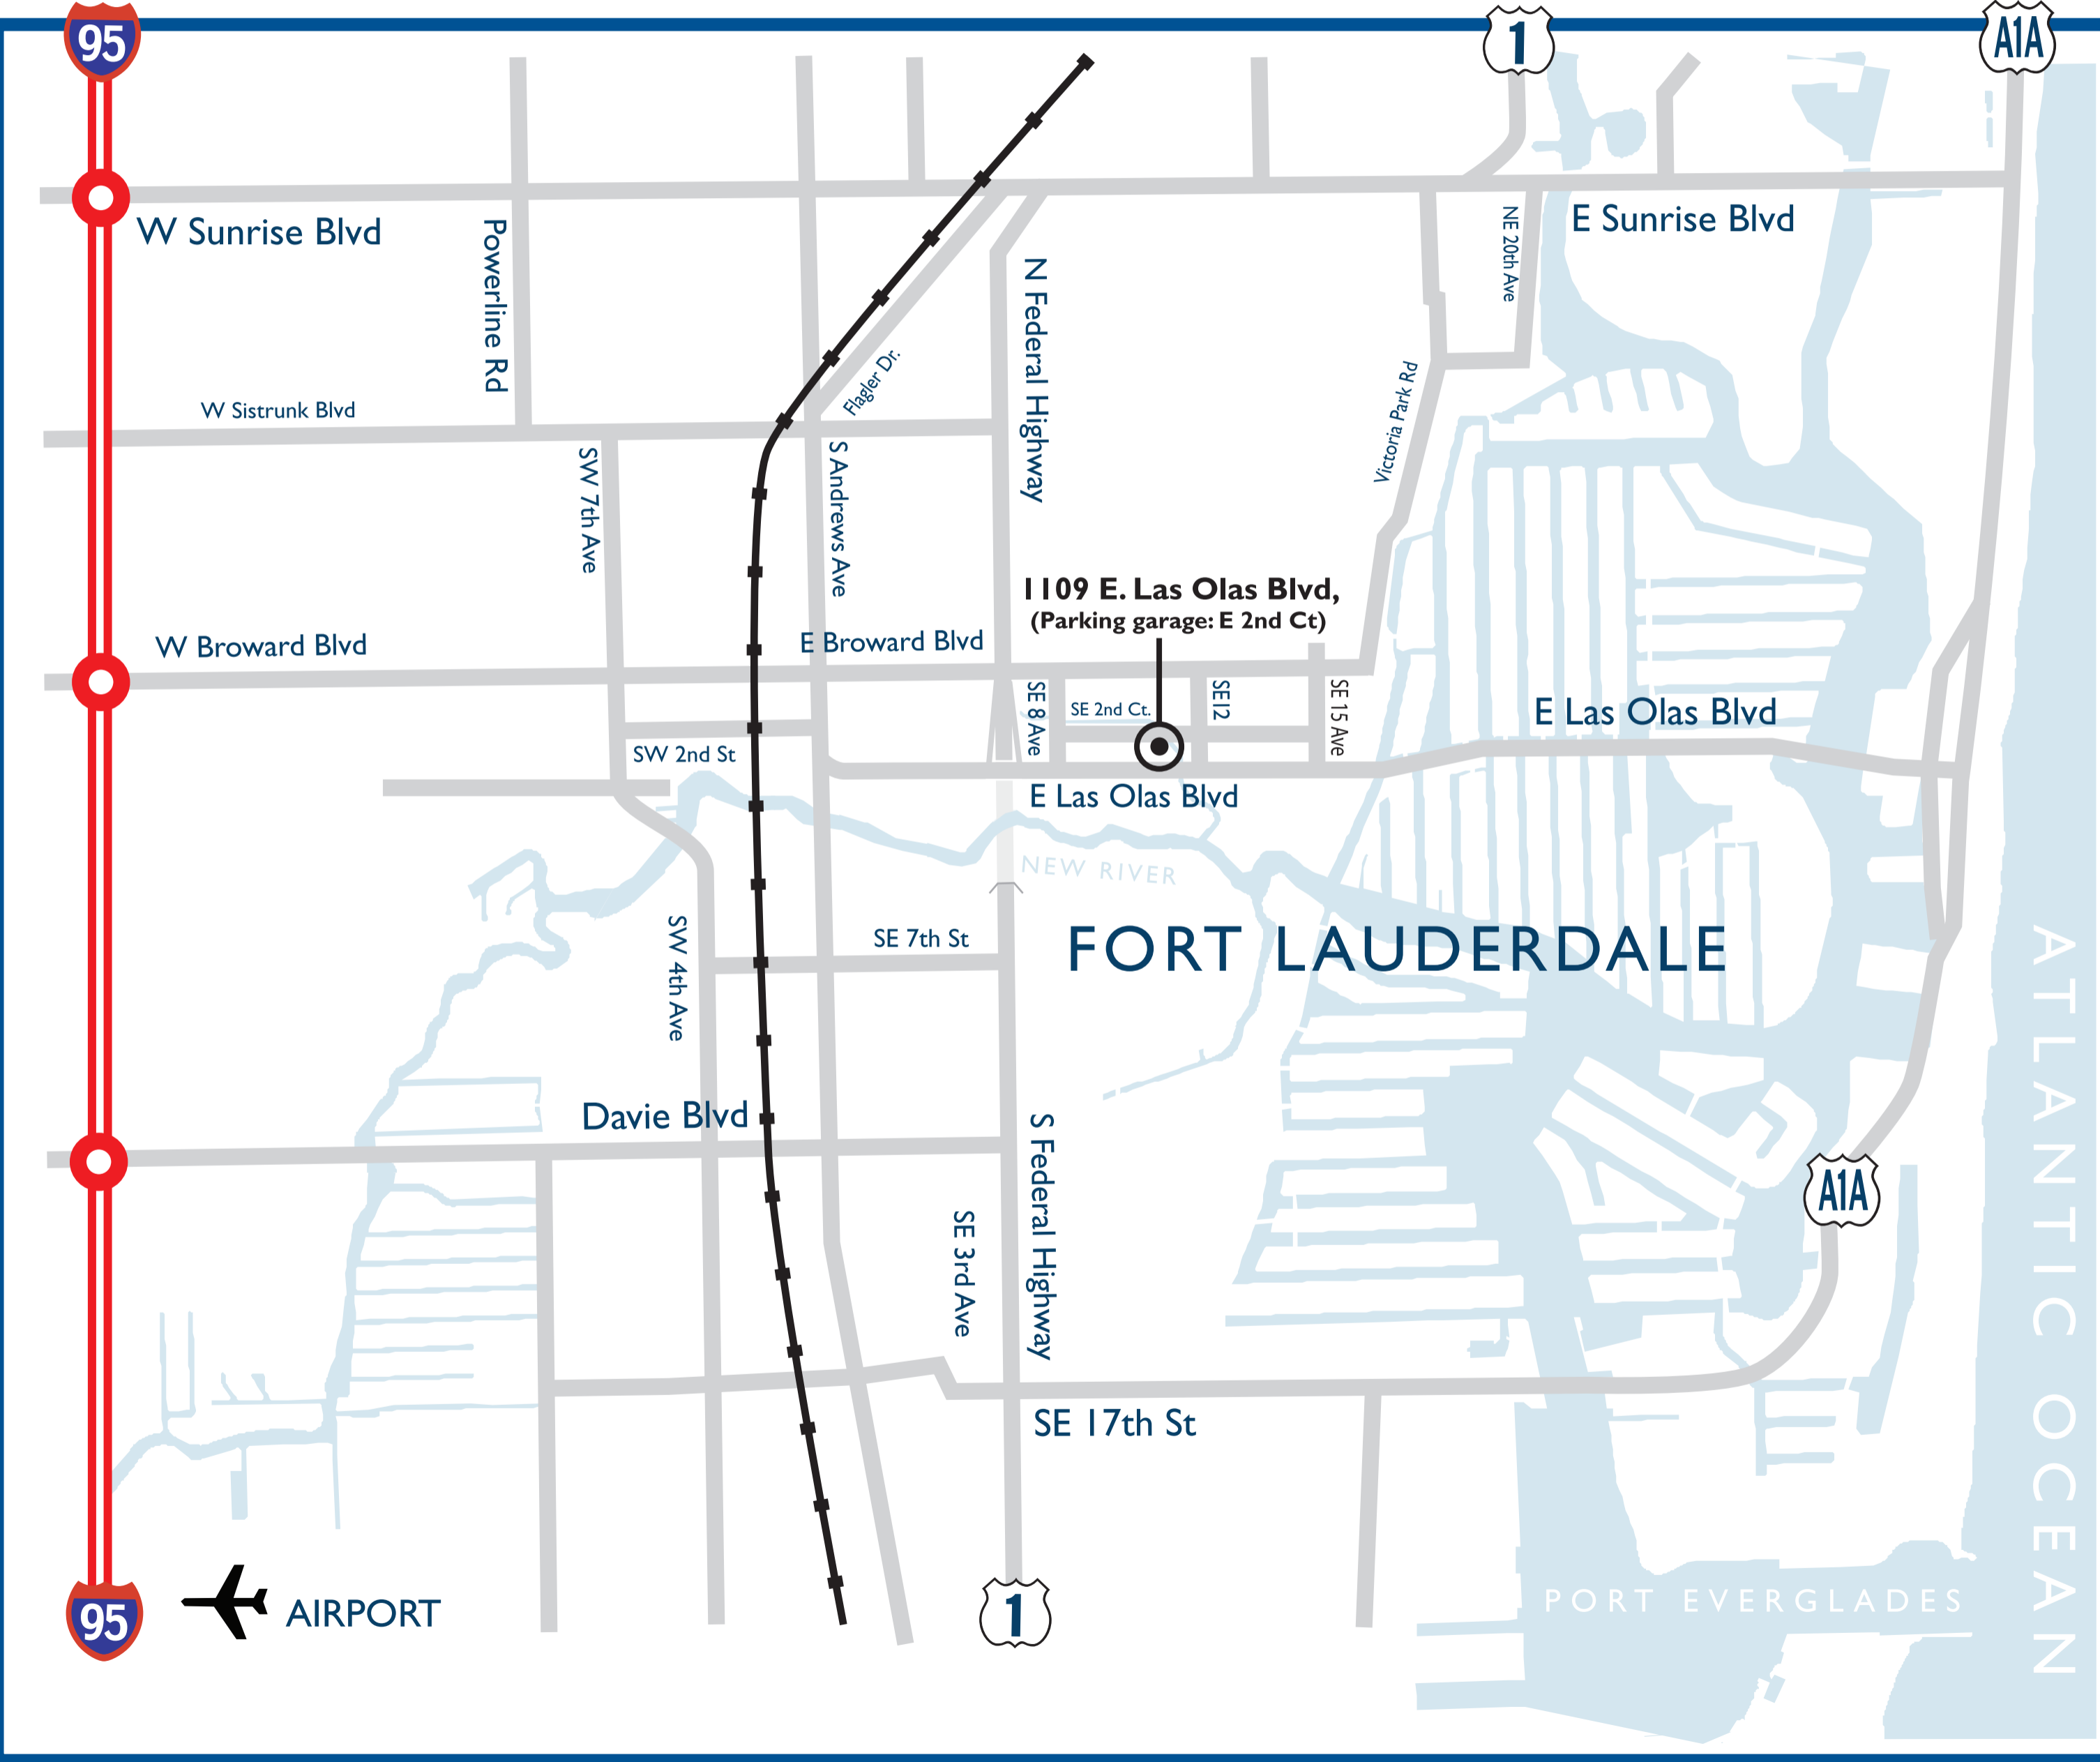 95
1
A1A
W Sunrise Blvd
E Sunrise Blvd
Powerline Rd
NE 20th Ave
N Federal Highway
Flagler Dr.
Victoria Park Rd
W Sistrunk Blvd
SW 7th Ave
S Andrews Ave
1109 E. Las Olas Blvd,
(Parking garage: E 2nd Ct)
W Broward Blvd
E Broward Blvd
SE 8 Ave
SE 2nd Ct.
SE12
SE 15 Ave
E Las Olas Blvd
SW 2nd St
E Las Olas Blvd
NEW RIVER
SW 4th Ave
SE 7th St
FORT LAUDERDALE
ATLANTIC OCEAN
Davie Blvd
S Federal Highway
A1A
SE 3rd Ave
SE 17th St
PORT EVERGLADES
95
AIRPORT
1